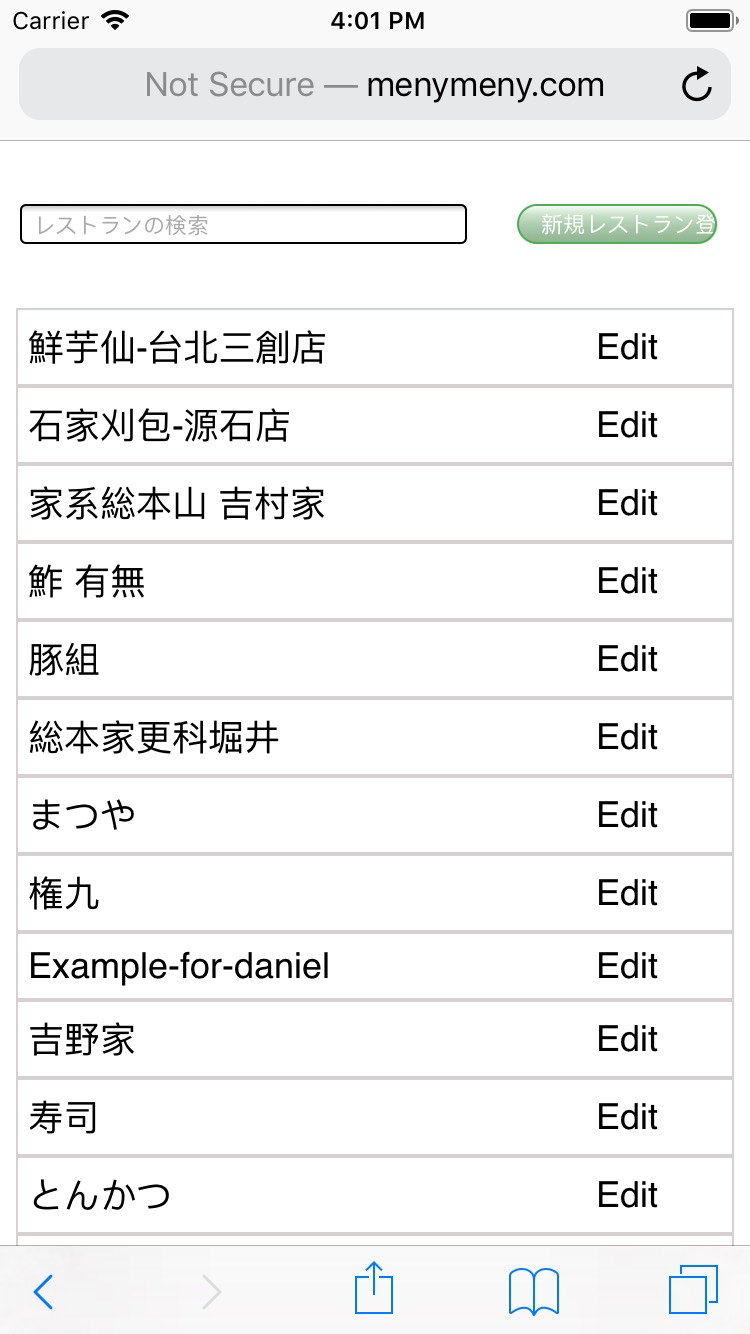 Carrier 4:01 PM
Not Secure — menymeny.com
レストランの検索 新規レストラン登
鮮芋仙-台北三創店 Edit
石家刈包-源石店 Edit
家系総本山 吉村家 Edit
鮓 有無 Edit
豚組 Edit
総本家更科堀井 Edit
まつや Edit
権九 Edit
Example-for-daniel Edit
吉野家 Edit
寿司 Edit
とんかつ Edit